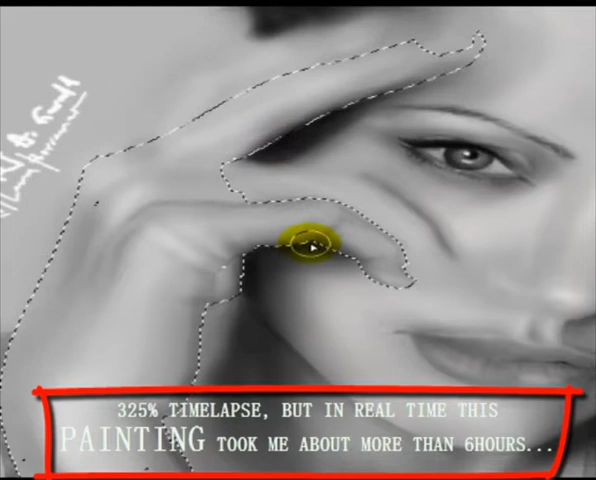 325% TIMELAPSE, BUT IN REAL TIME THIS
PAINTING TOOK ME ABOUT MORE THAN 6HOURS...